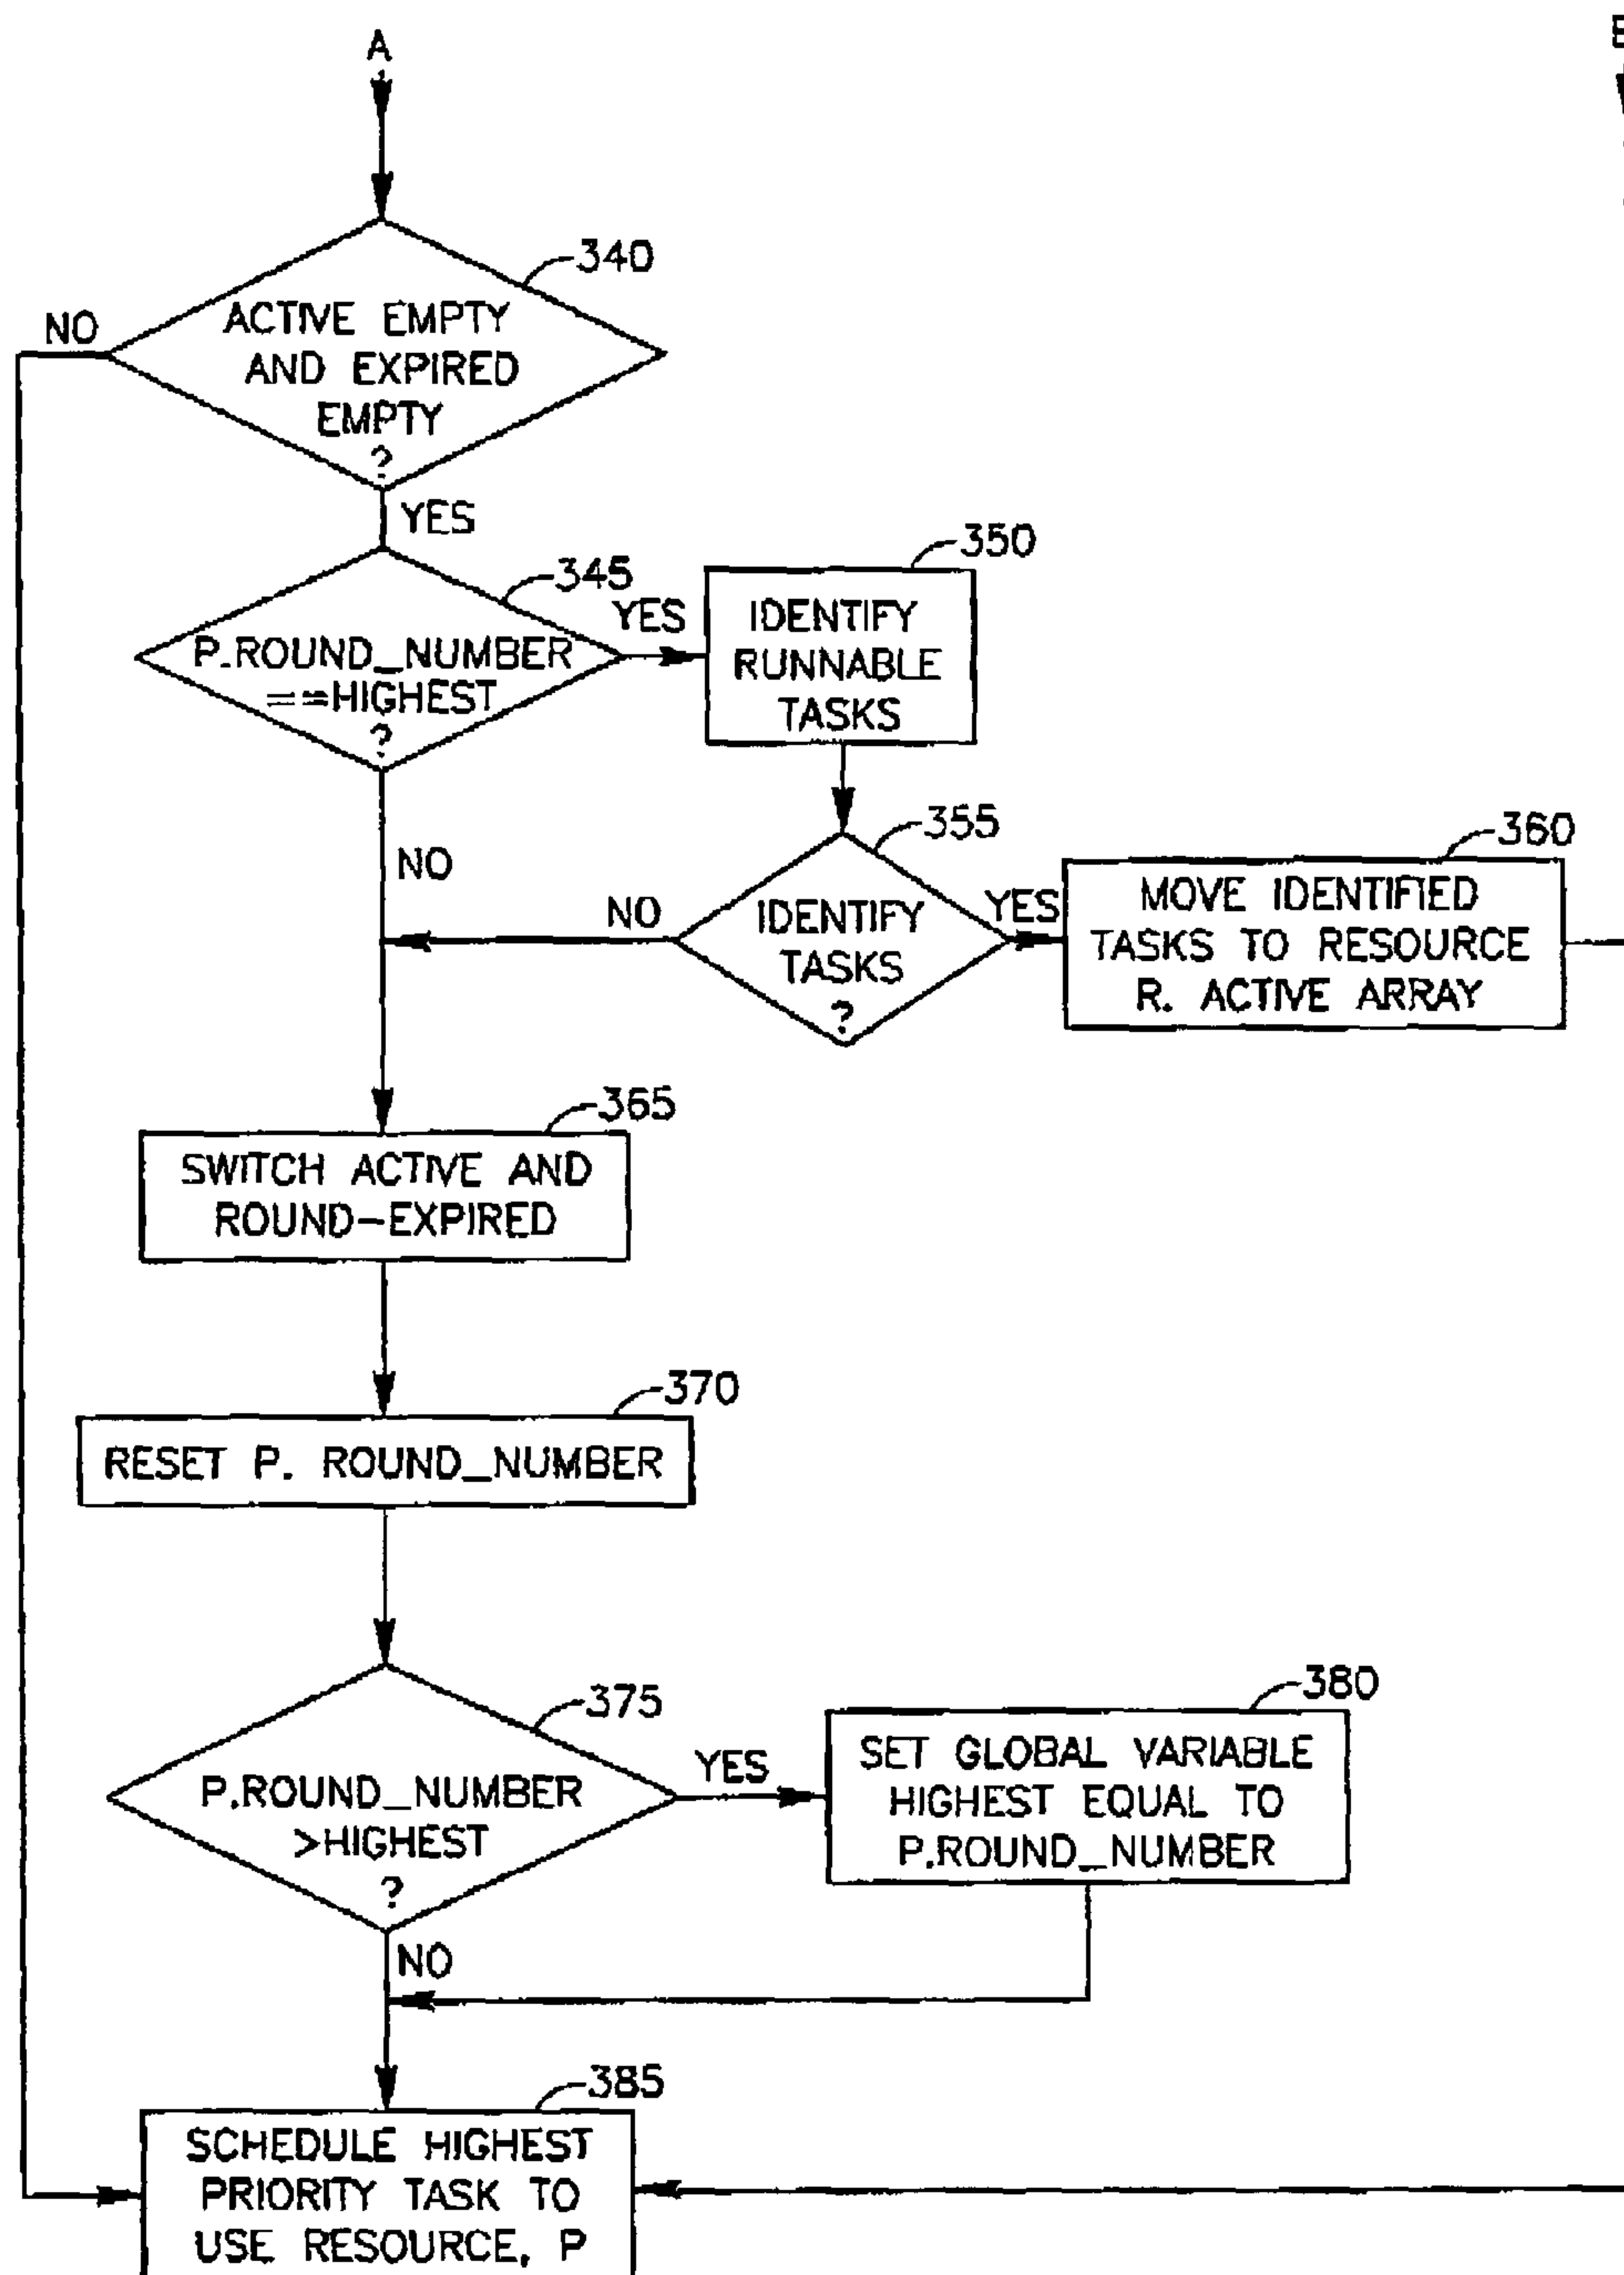 A
340
NO
ACTIVE EMPTY
AND EXPIRED
EMPTY
?
YES
345
P.ROUND_NUMBER
==HIGHEST
?
YES
350
IDENTIFY
RUNNABLE
TASKS
NO
355
IDENTIFY
TASKS
?
NO
YES
360
MOVE IDENTIFIED
TASKS TO RESOURCE
R. ACTIVE ARRAY
365
SWITCH ACTIVE AND
ROUND-EXPIRED
370
RESET P. ROUND_NUMBER
375
P.ROUND_NUMBER
>HIGHEST
?
YES
380
SET GLOBAL VARIABLE
HIGHEST EQUAL TO
P.ROUND_NUMBER
NO
385
SCHEDULE HIGHEST
PRIORITY TASK TO
USE RESOURCE, P